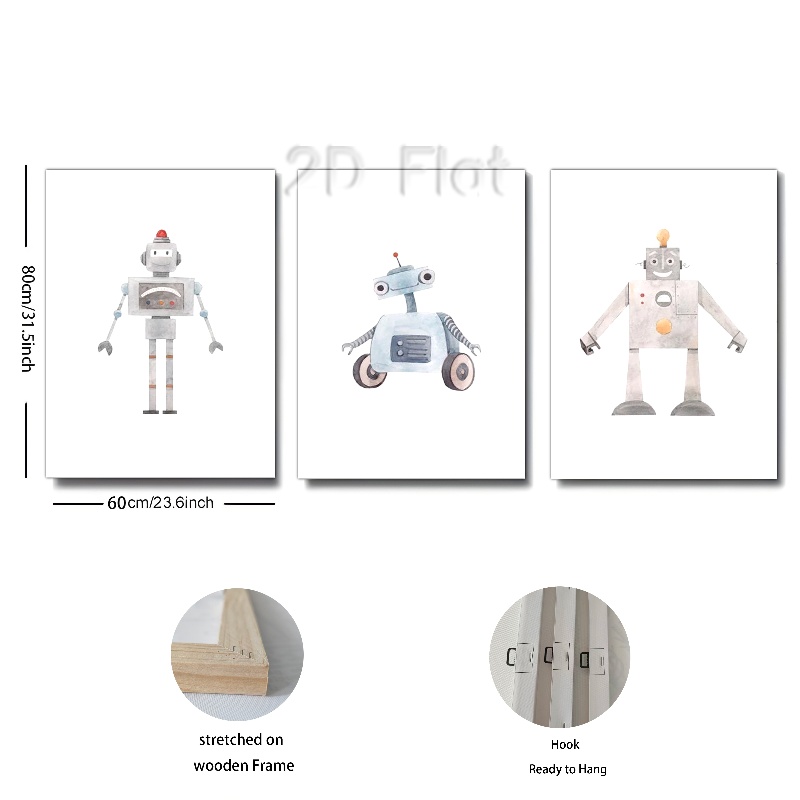 2D Flat
80cm/31.5inch
60cm/23.6inch
stretched on
wooden Frame
Hook
Ready to Hang